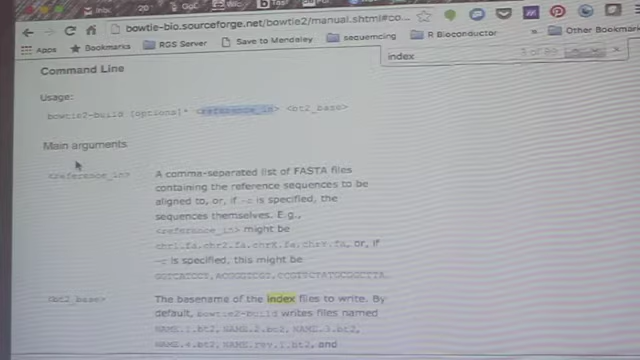 bowtie-bio.sourceforge.net/bowtie2/manual.shtml#co...
Apps Bookmarks RGS Server Save to Mendeley sequemcing R Bioconductor » Other Bookmark
index 3 of
Command Line
Usage:
bowtie2-build [options]* <reference_in> <bt2_base>
Main arguments
<reference_in>
A comma-separated list of FASTA files
containing the reference sequences to be
aligned to, or, if -c is specified, the
sequences themselves. E.g.,
<reference_in> might be
chr1.fa,chr2.fa,chrX.fa,chrY.fa, or, if
-c is specified, this might be
<bt2_base>
The basename of the index files to write. By
default, bowtie2-build writes files named
NAME.1.bt2, NAME.2.bt2, NAME.3.bt2,
NAME.4.bt2, NAME.rev.1.bt2, and